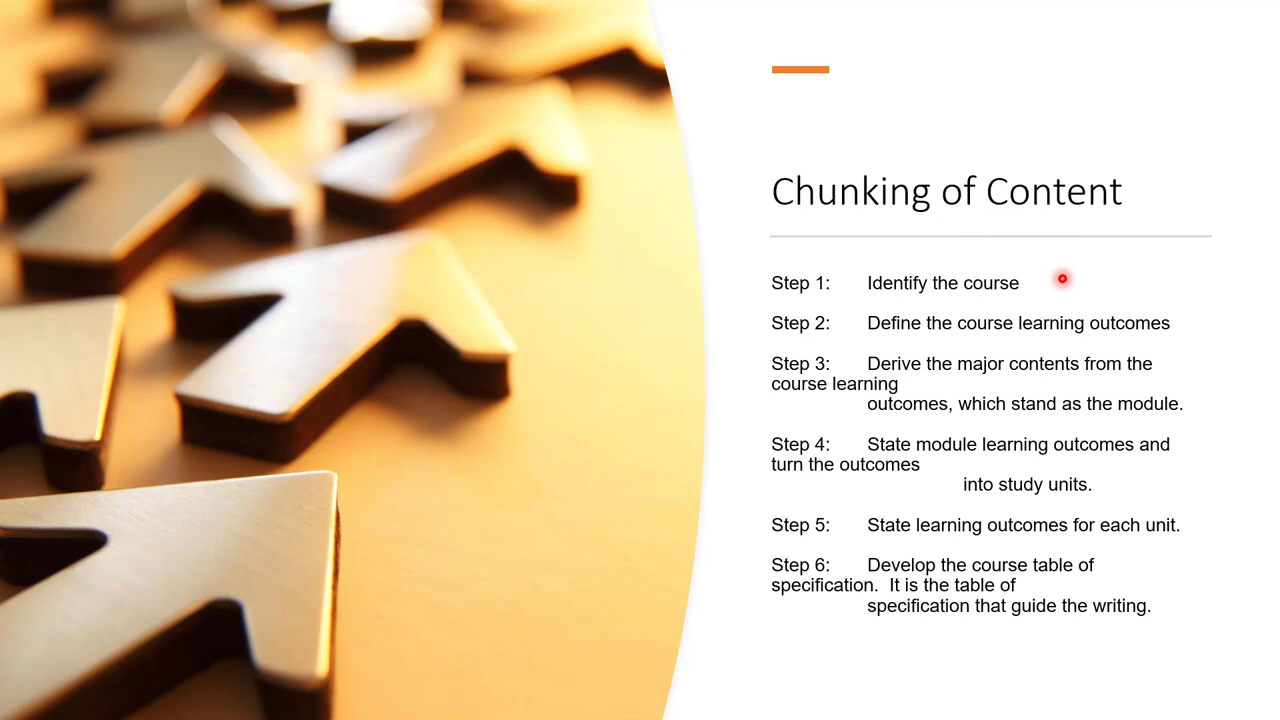 Chunking of Content
Step 1: Identify the course
Step 2: Define the course learning outcomes
Step 3: Derive the major contents from the
course learning
outcomes, which stand as the module.
Step 4: State module learning outcomes and
turn the outcomes
into study units.
Step 5: State learning outcomes for each unit.
Step 6: Develop the course table of
specification.  It is the table of
specification that guide the writing.